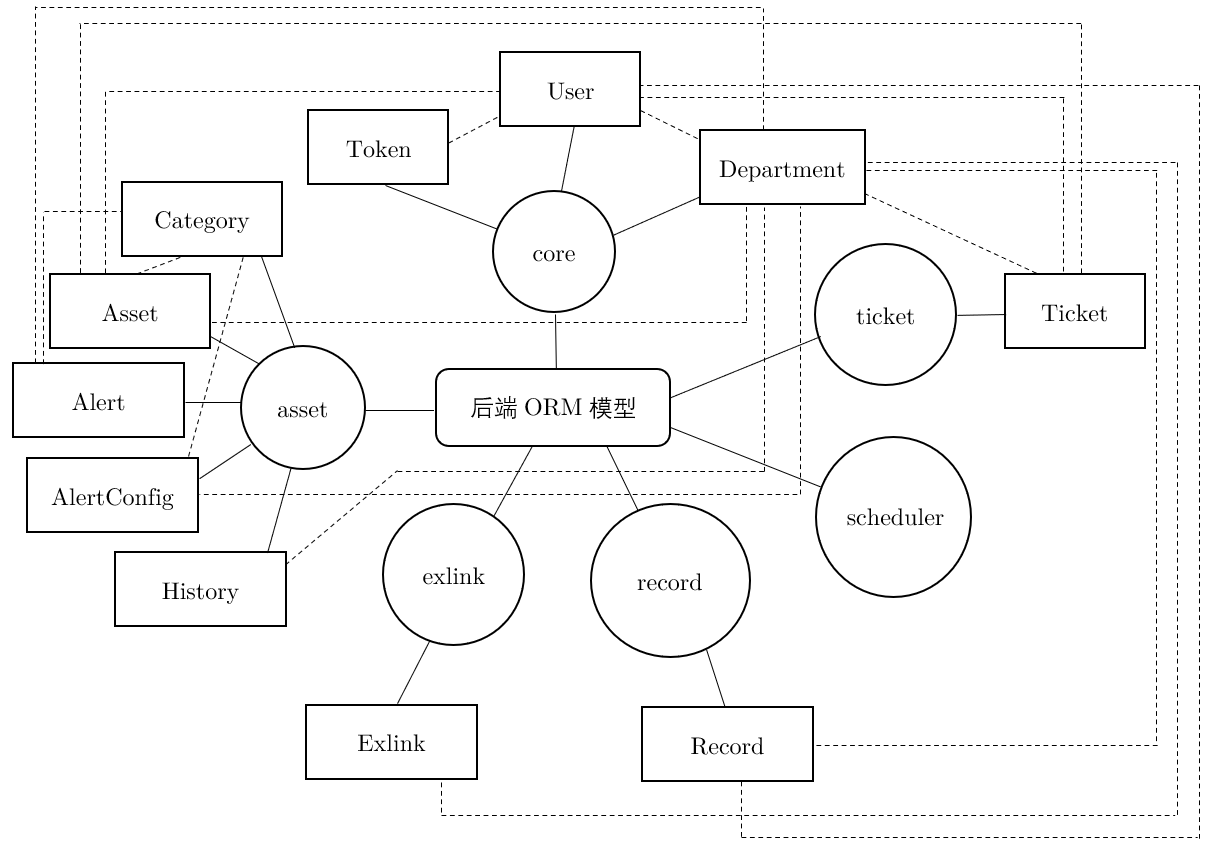 User
Token
Department
Category
core
Asset
ticket
Ticket
Alert
asset
后端 ORM 模型
AlertConfig
scheduler
exlink
record
History
Exlink
Record